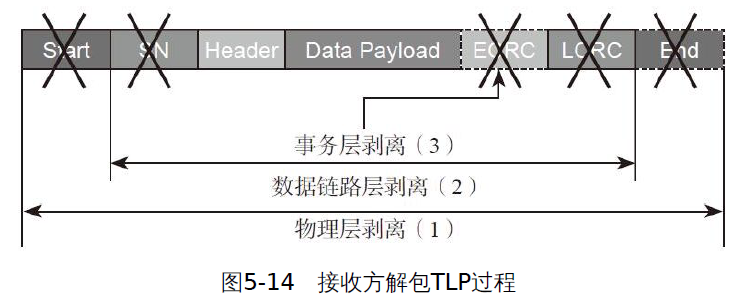 Start SN Header Data Payload ECRC LCRC End
事务层剥离（3）
数据链路层剥离（2）
物理层剥离（1）
图5-14 接收方解包TLP过程